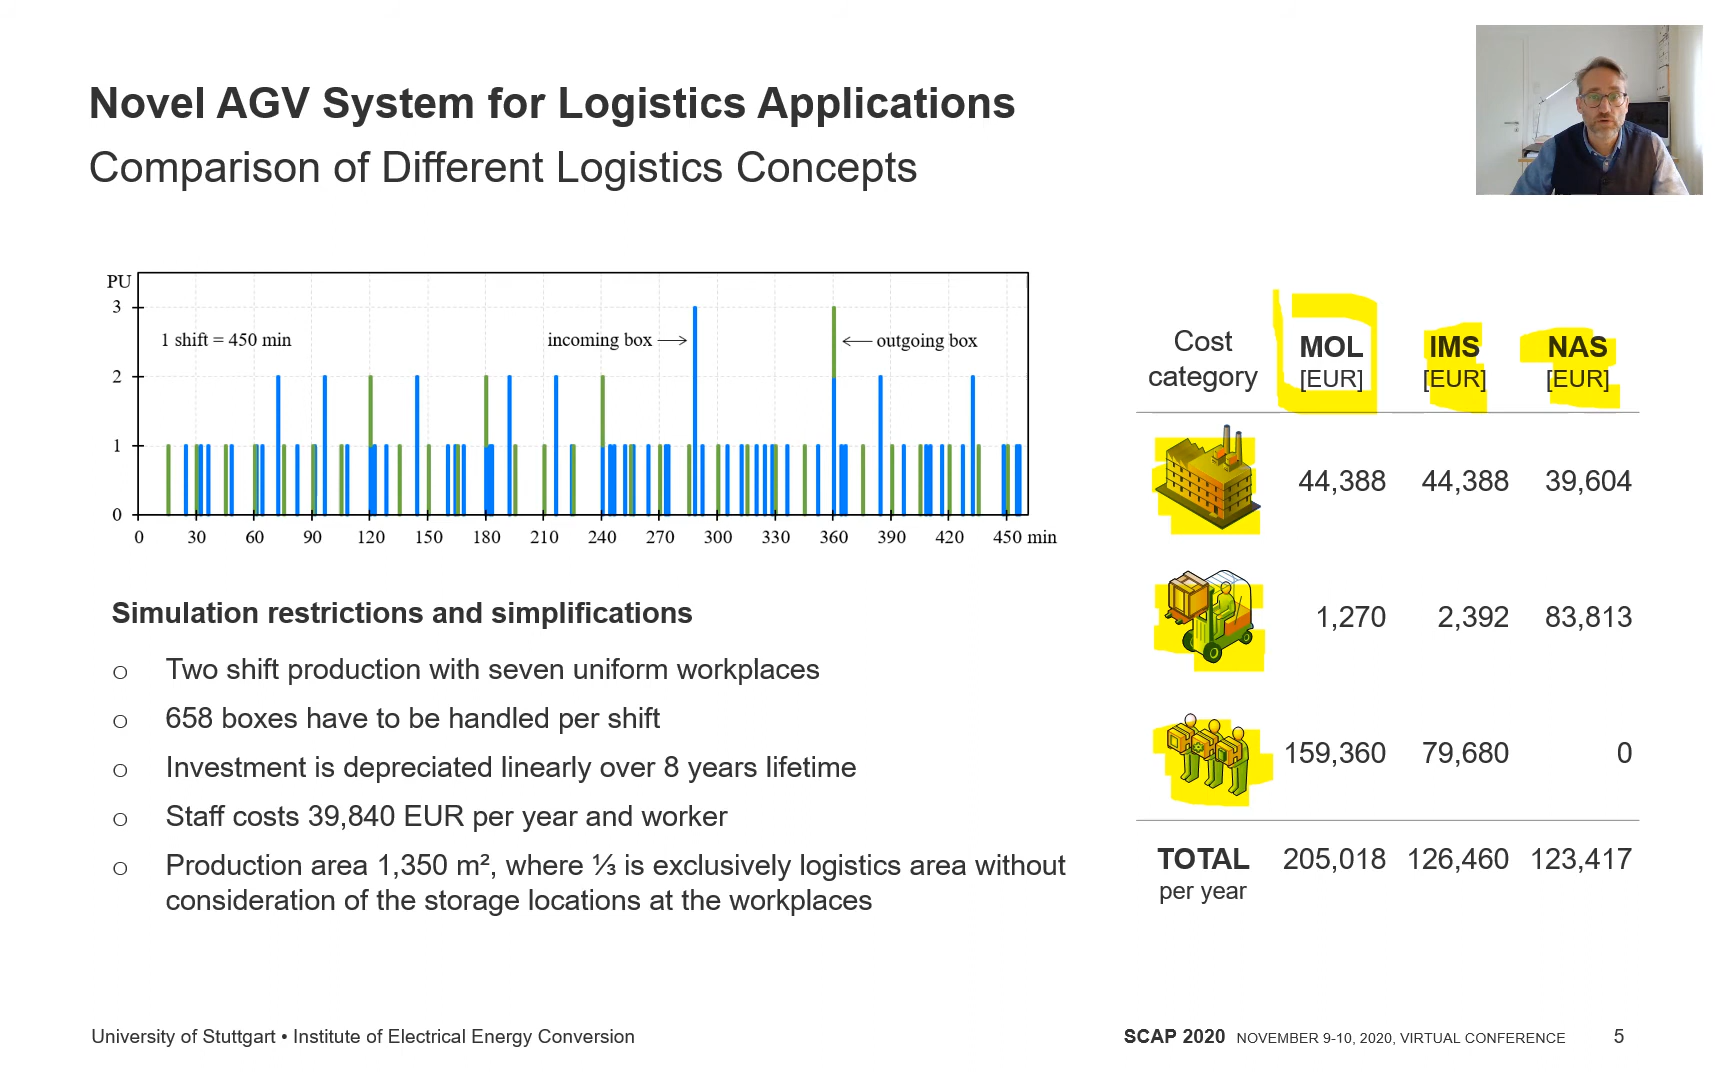 Novel AGV System for Logistics Applications
Comparison of Different Logistics Concepts
PU
3
2
1
0
1 shift = 450 min
incoming box
outgoing box
0 30 60 90 120 150 180 210 240 270 300 330 360 390 420 450 min
Simulation restrictions and simplifications
o Two shift production with seven uniform workplaces
o 658 boxes have to be handled per shift
o Investment is depreciated linearly over 8 years lifetime
o Staff costs 39,840 EUR per year and worker
o Production area 1,350 m², where ⅓ is exclusively logistics area without
consideration of the storage locations at the workplaces
Cost category MOL [EUR] IMS [EUR] NAS [EUR]
44,388 44,388 39,604
1,270 2,392 83,813
159,360 79,680 0
TOTAL 205,018 126,460 123,417
per year
University of Stuttgart • Institute of Electrical Energy Conversion
SCAP 2020 NOVEMBER 9-10, 2020, VIRTUAL CONFERENCE 5